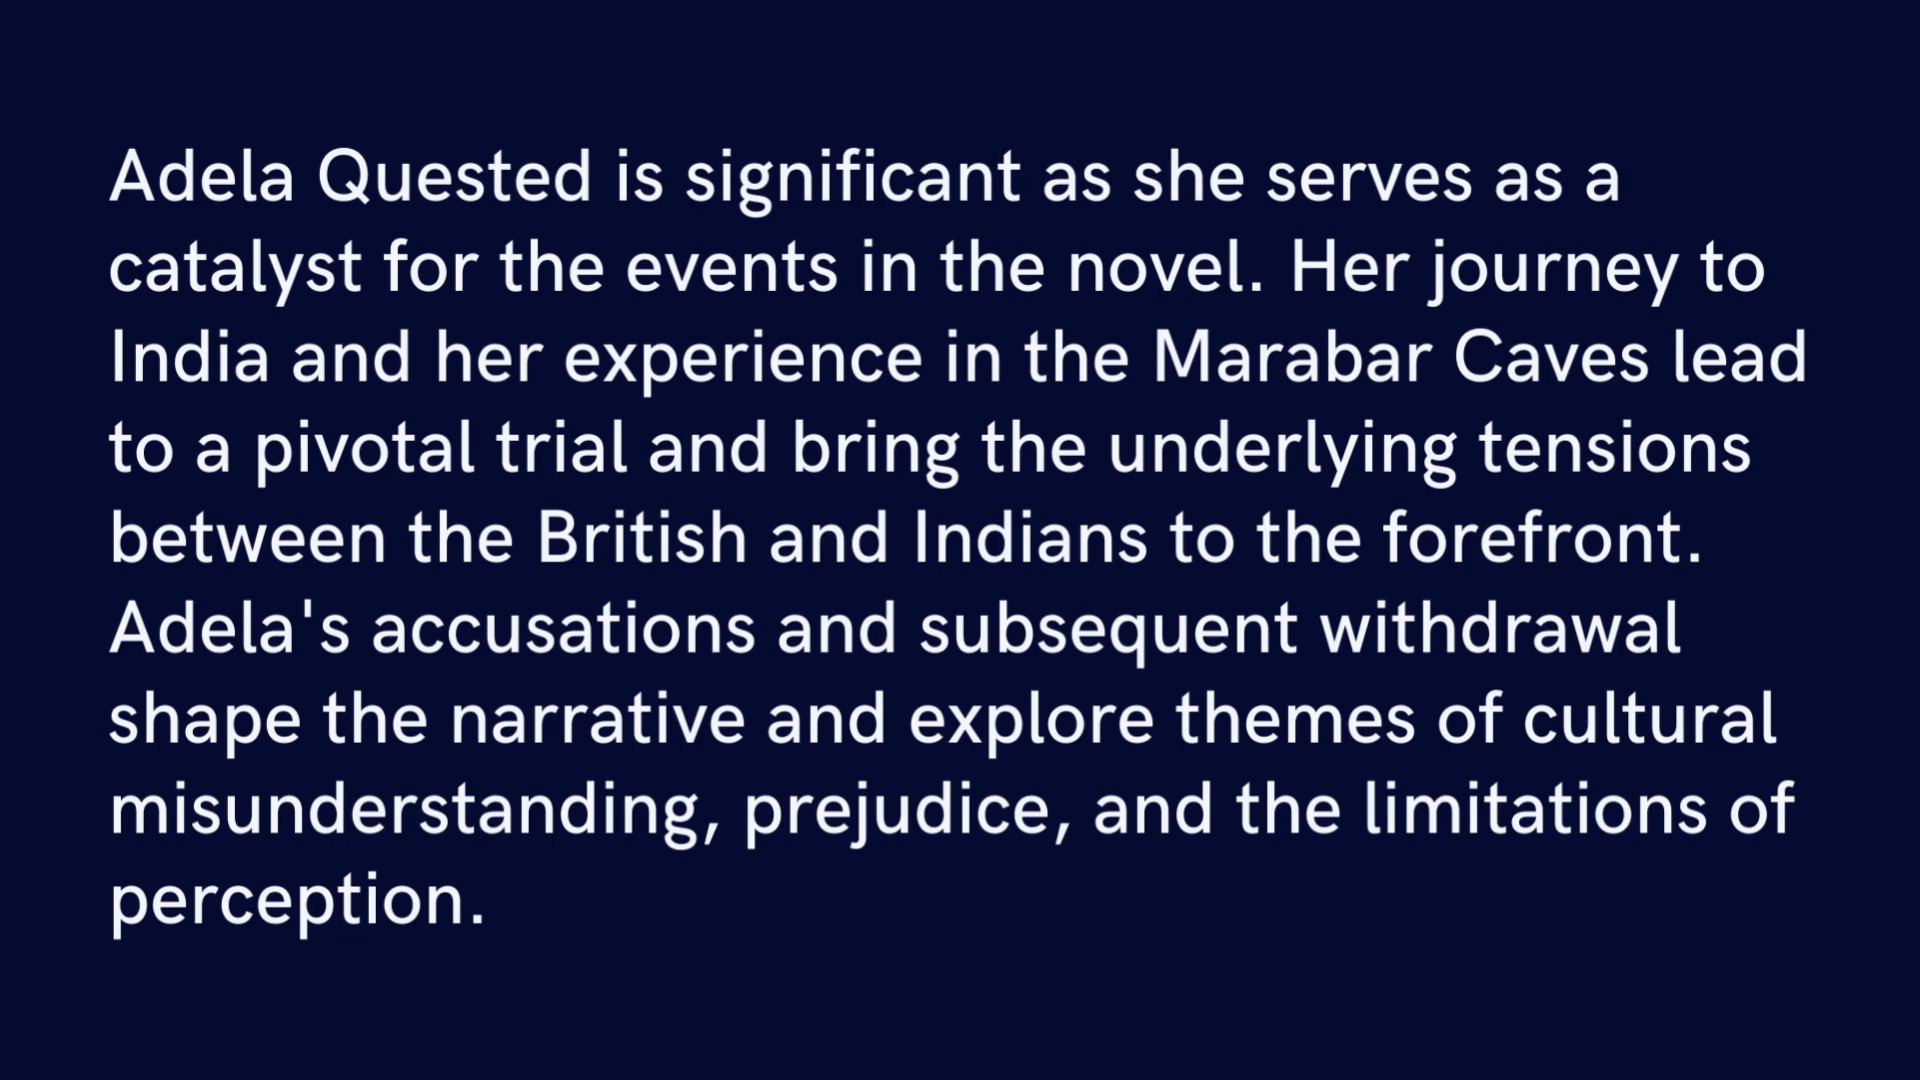 Adela Quested is significant as she serves as a
catalyst for the events in the novel. Her journey to
India and her experience in the Marabar Caves lead
to a pivotal trial and bring the underlying tensions
between the British and Indians to the forefront.
Adela's accusations and subsequent withdrawal
shape the narrative and explore themes of cultural
misunderstanding, prejudice, and the limitations of
perception.